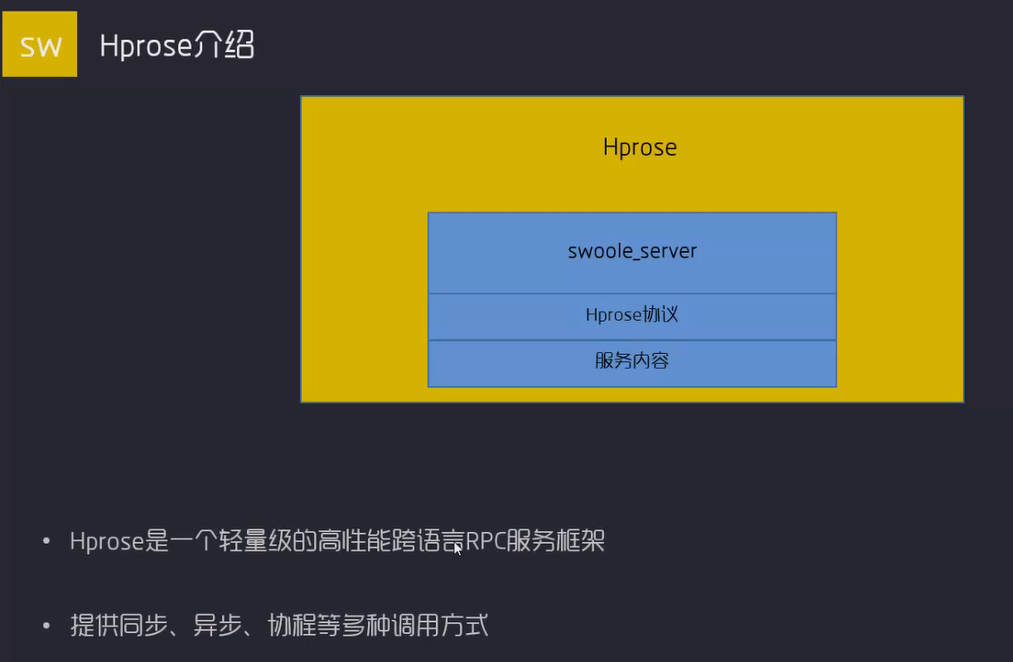 SW
Hprose介绍
Hprose
swoole_server
Hprose协议
服务内容
• Hprose是一个轻量级的高性能跨语言RPC服务框架
• 提供同步、异步、协程等多种调用方式